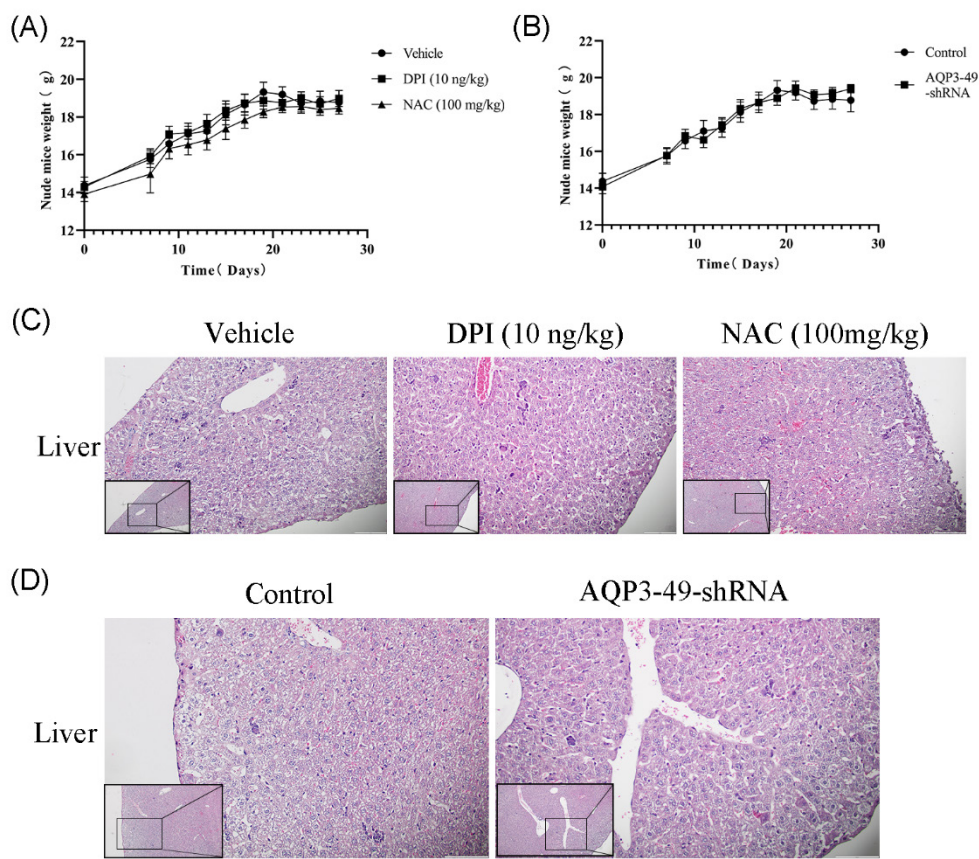 (A)
Nude mice weight（ g）
22
20
18
16
14
12
0
10
20
30
Time（ Days）
Vehicle
DPI (10 ng/kg)
NAC (100 mg/kg)
(B)
Nude mice weight（ g）
22
20
18
16
14
12
0
10
20
30
Time（ Days）
Control
AQP3-49
-shRNA
(C)
Vehicle
DPI (10 ng/kg)
NAC (100mg/kg)
Liver
(D)
Control
AQP3-49-shRNA
Liver